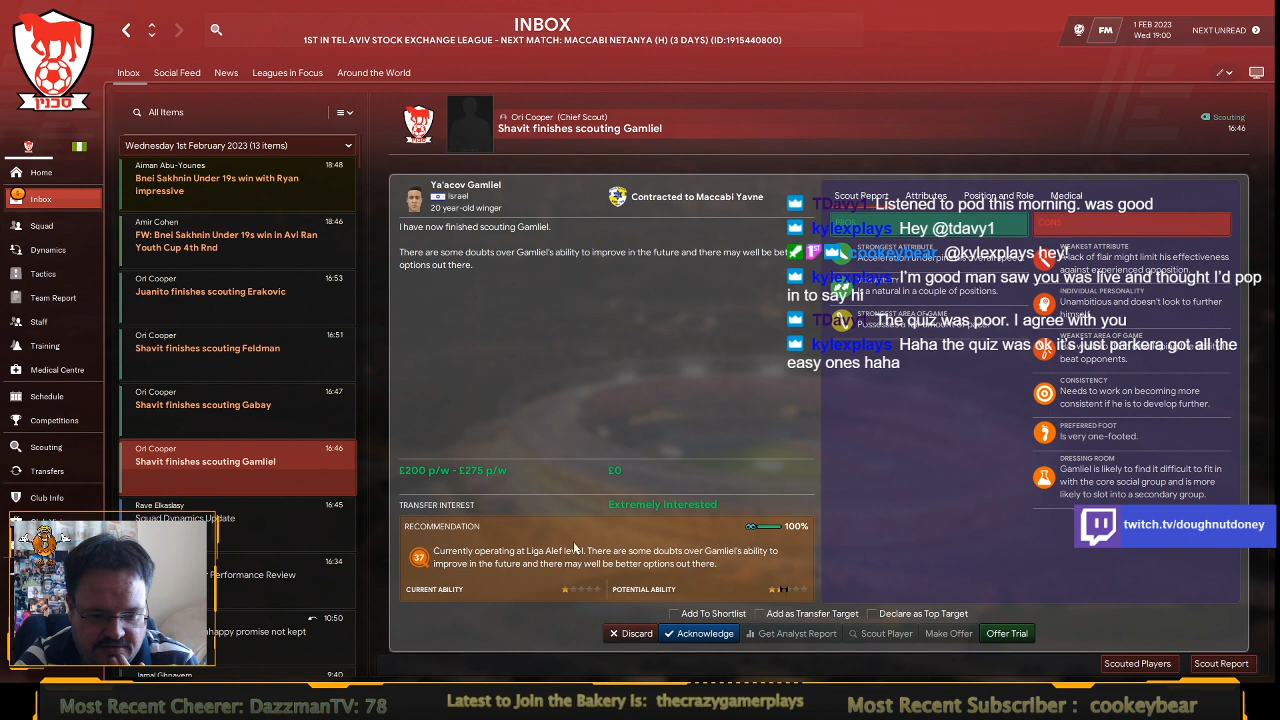 INBOX
1ST IN TEL AVIV STOCK EXCHANGE LEAGUE - NEXT MATCH: MACCABI NETANYA (H) (3 DAYS) (ID:1915440800)
1 FEB 2023
Wed 19:00
FM
NEXT UNREAD
סכנין
Inbox
Social Feed
News
Leagues in Focus
Around the World
Home
Inbox
Squad
Dynamics
Tactics
Team Report
Staff
Training
Medical Centre
Schedule
Competitions
Scouting
Transfers
Club Info
All Items
Wednesday 1st February 2023 (13 items)
Aiman Abu-Younes 18:48
Bnei Sakhnin Under 19s win with Ryan
impressive
Amir Cohen 18:46
FW: Bnei Sakhnin Under 19s win in Avi Ran
Youth Cup 4th Rnd
Ori Cooper 16:53
Juanito finishes scouting Erakovic
Ori Cooper 16:51
Shavit finishes scouting Feldman
Ori Cooper 16:47
Shavit finishes scouting Gabay
Ori Cooper 16:46
Shavit finishes scouting Gamliel
Rave Elkaslasy 16:45
Squad Dynamics Update
16:34
Performance Review
10:50
happy promise not kept
Jamal Ghnayem 9:40
Ori Cooper (Chief Scout)
Shavit finishes scouting Gamliel
Scouting
16:46
Ya'acov Gamliel
Israel
20 year-old winger
Contracted to Maccabi Yavne
I have now finished scouting Gamliel.
There are some doubts over Gamliel's ability to improve in the future and there may well be bet
options out there.
£200 p/w - £275 p/w
£0
TRANSFER INTEREST
Extremely Interested
RECOMMENDATION
100%
37
Currently operating at Liga Alef level. There are some doubts over Gamliel's ability to
improve in the future and there may well be better options out there.
CURRENT ABILITY
POTENTIAL ABILITY
Scout Report
Attributes
Position and Role
Medical
PROS
CONS
STRONGEST ATTRIBUTE
a natural in a couple of positions.
STRONGEST AREA OF GAME
WEAKEST ATTRIBUTE
lack of flair might limit his effectiveness
against experienced opposition.
INDIVIDUAL PERSONALITY
Unambitious and doesn't look to further
himself.
WEAKEST AREA OF GAME
beat opponents.
CONSISTENCY
Needs to work on becoming more
consistent if he is to develop further.
PREFERRED FOOT
Is very one-footed.
DRESSING ROOM
Gamliel is likely to find it difficult to fit in
with the core social group and is more
likely to slot into a secondary group.
TDavy1 Listened to pod this morning. was good
kylexplays Hey @tdavy1
cookeybear @kylexplays hey!
kylexplays I'm good man saw you was live and thought I'd pop
in to say hi
TDavy1 The quiz was poor. I agree with you
kylexplays Haha the quiz was ok it's just parkera got all the
easy ones haha
twitch.tv/doughnutdoney
Add To Shortlist
Add as Transfer Target
Declare as Top Target
Discard
Acknowledge
Get Analyst Report
Scout Player
Make Offer
Offer Trial
Scouted Players
Scout Report
Most Recent Cheerer: DazzmanTV: 78
Latest to Join the Bakery is: thecrazygamerplays
Most Recent Subscriber : cookeybear